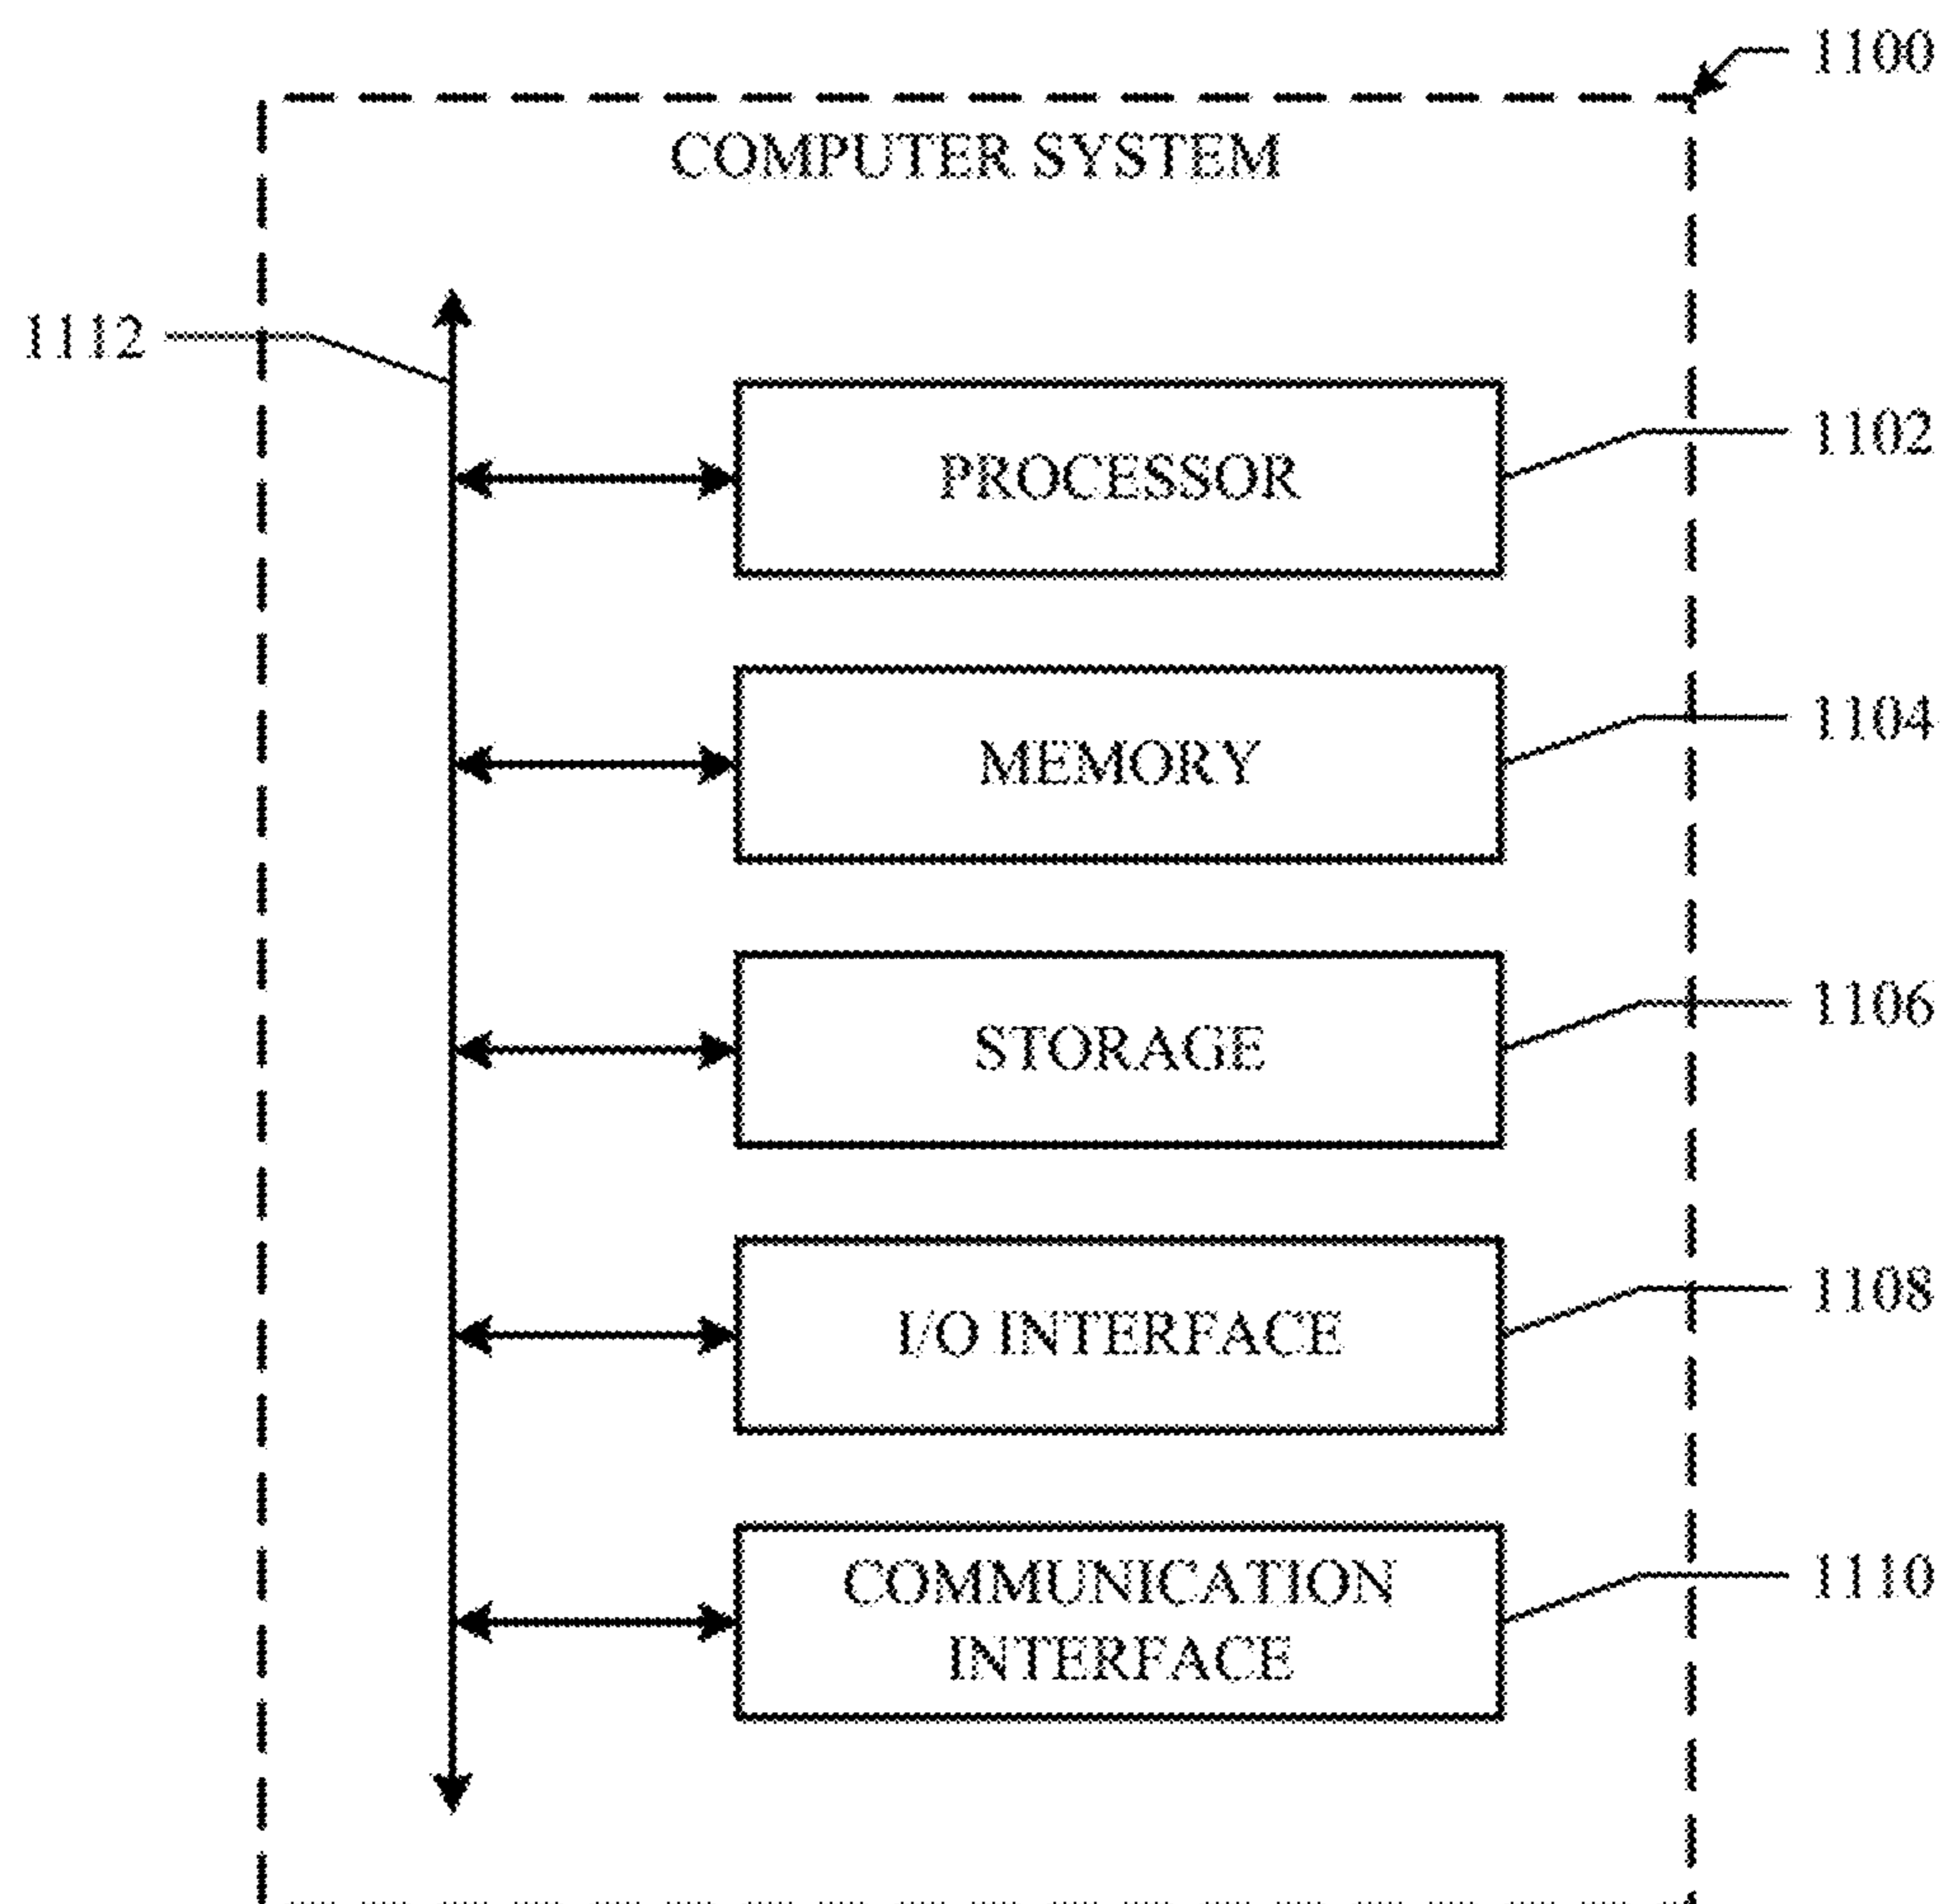 1100
COMPUTER SYSTEM
1112
PROCESSOR
1102
MEMORY
1104
STORAGE
1106
I/O INTERFACE
1108
COMMUNICATION
INTERFACE
1110